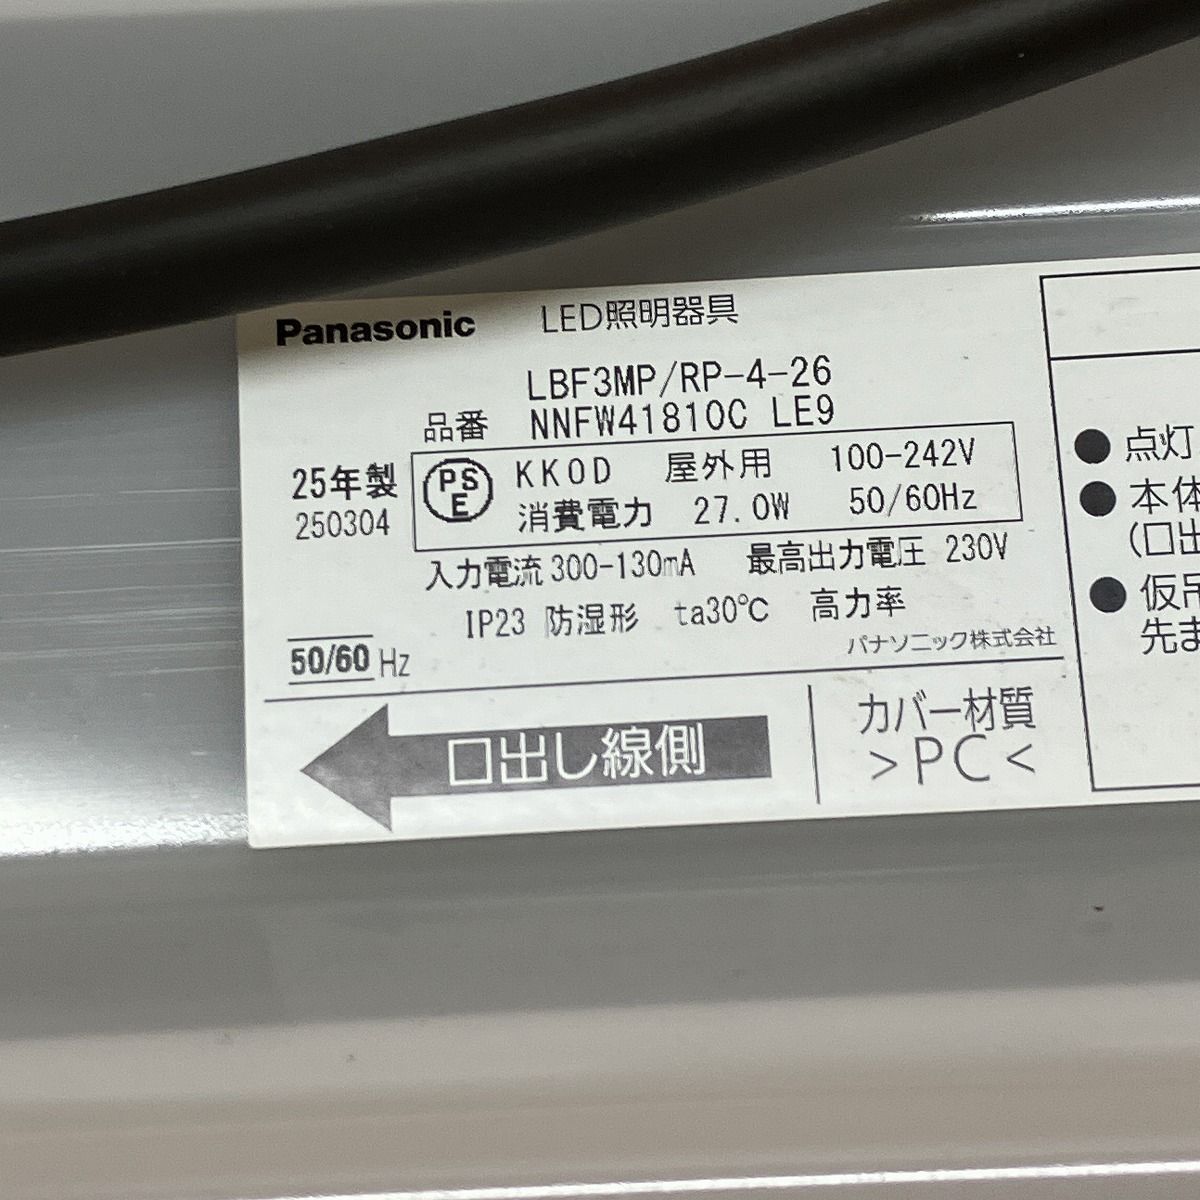 Panasonic LED照明器具
LBF3MP/RP-4-26
品番 NNFW41810C LE9
25年製
250304
PSE KKOD 屋外用 100-242V
消費電力 27.0W 50/60Hz
入力電流 300-130mA 最高出力電圧 230V
IP23 防湿形 ta30℃ 高力率
50/60 Hz
パナソニック株式会社
口出し線側
カバー材質
>PC<
●点灯
●本体
(口出
●仮吊
先ま